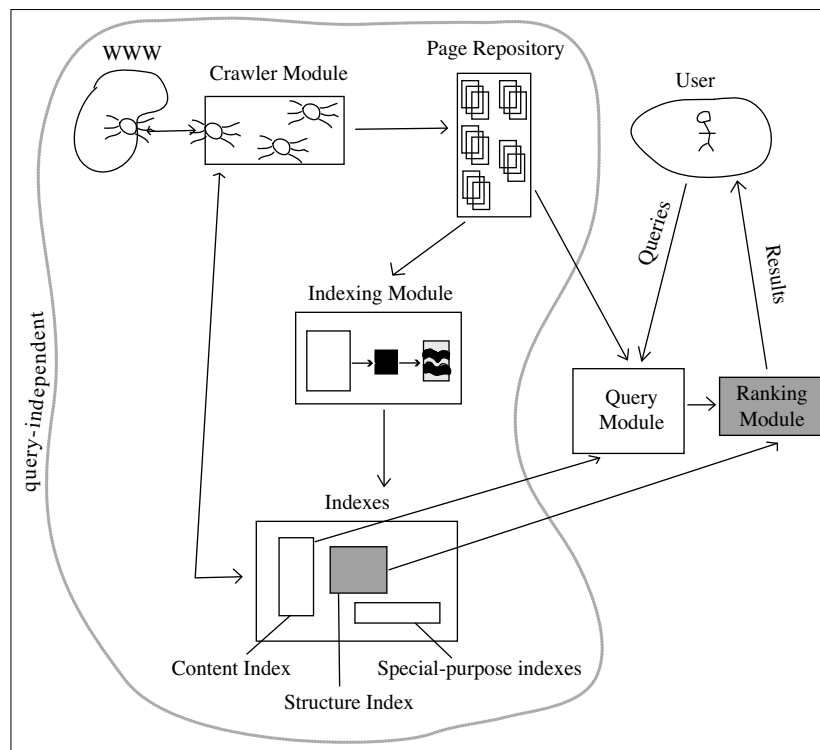 WWW
Crawler Module
Page Repository
User
Queries
Results
Indexing Module
query-independent
Query
Module
Ranking
Module
Indexes
Content Index
Special-purpose indexes
Structure Index